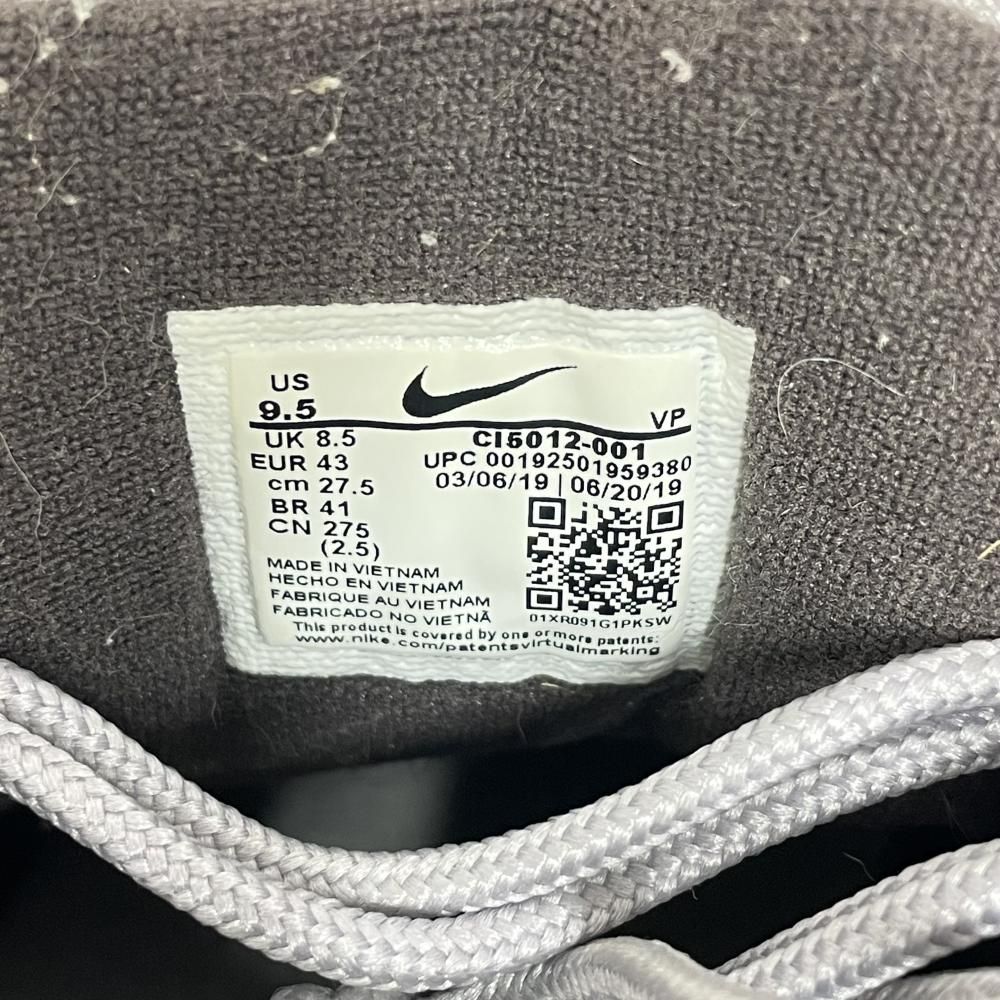 US
9.5
VP
UK 8.5
EUR 43
cm 27.5
BR 41
CN 275
(2.5)
CI5012-001
UPC 00192501959380
03/06/19 | 06/20/19
MADE IN VIETNAM
HECHO EN VIETNAM
FABRIQUE AU VIETNAM
FABRICADO NO VIETNÃ
01XR091G1PKSW
This product is covered by one or more patents:
www.nike.com/patentsvirtualmarking